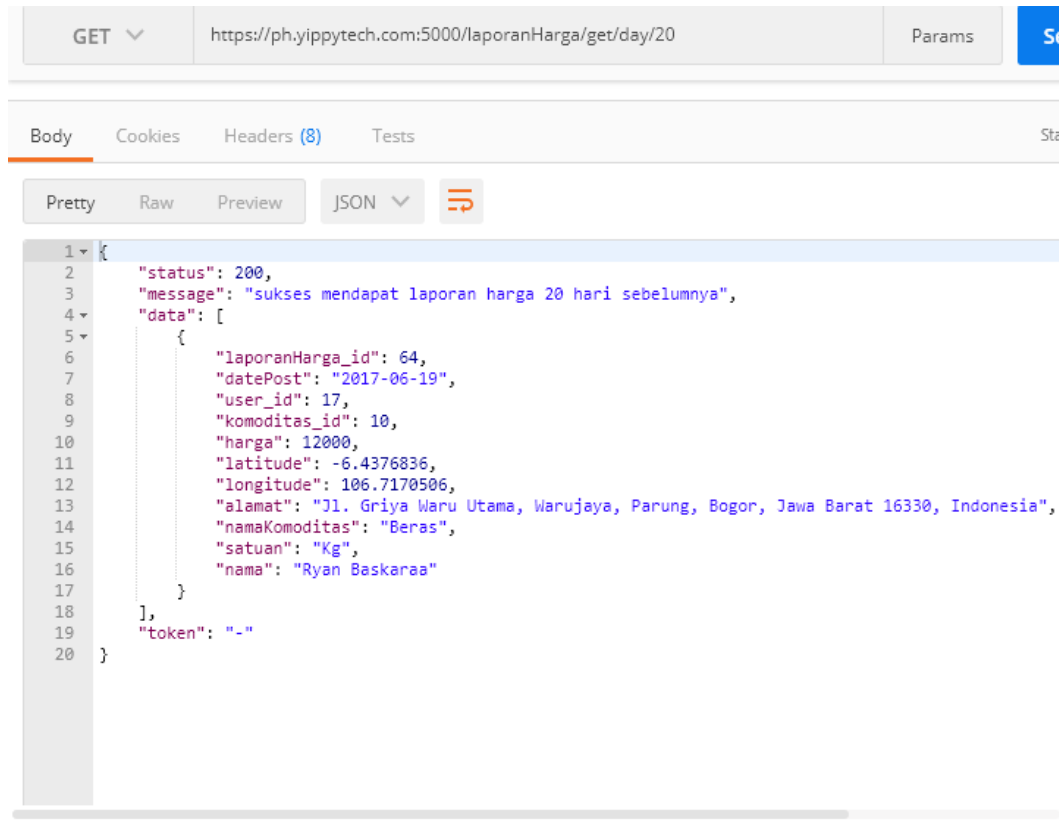 GET https://ph.yippytech.com:5000/laporanHarga/get/day/20 Params
Body Cookies Headers (8) Tests
Pretty Raw Preview JSON
1 {
2 "status": 200,
3 "message": "sukses mendapat laporan harga 20 hari sebelumnya",
4 "data": [
5 {
6 "laporanHarga_id": 64,
7 "datePost": "2017-06-19",
8 "user_id": 17,
9 "komoditas_id": 10,
10 "harga": 12000,
11 "latitude": -6.4376836,
12 "longitude": 106.7170506,
13 "alamat": "Jl. Griya Waru Utama, Warujaya, Parung, Bogor, Jawa Barat 16330, Indonesia",
14 "namaKomoditas": "Beras",
15 "satuan": "Kg",
16 "nama": "Ryan Baskaraa"
17 }
18 ],
19 "token": "-"
20 }